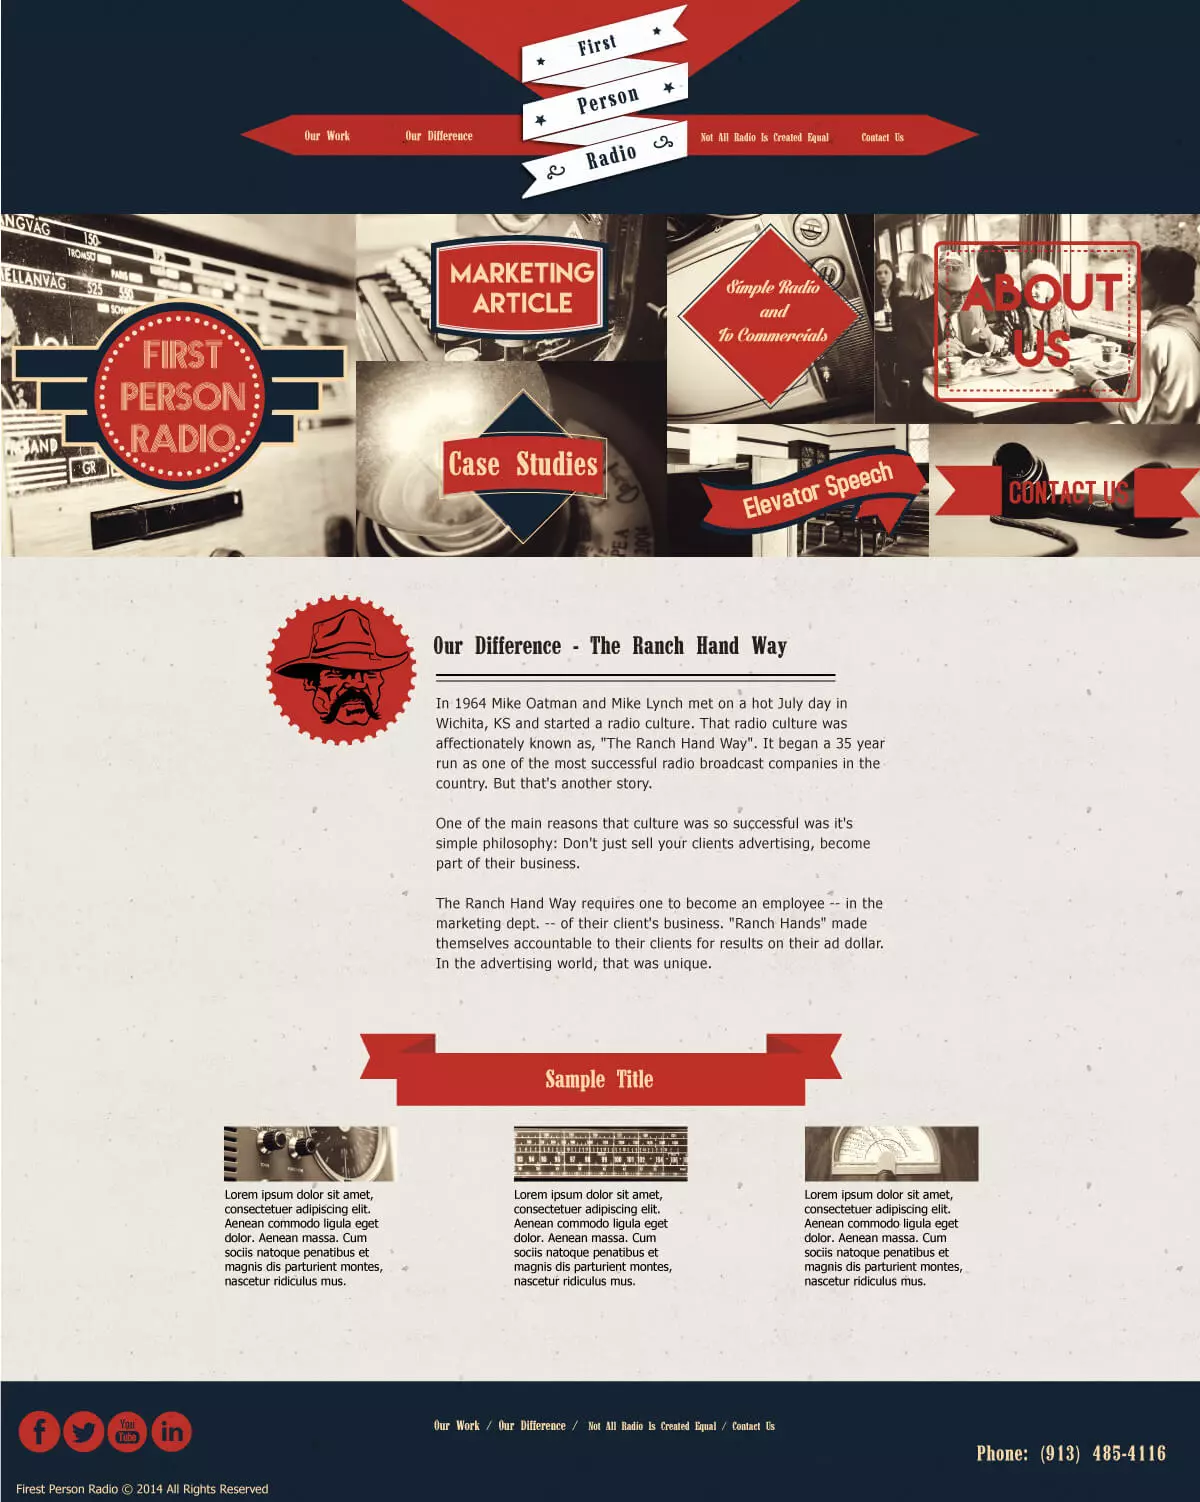 First
Person
Radio
Our Work
Our Difference
Not All Radio Is Created Equal
Contact Us
ANGVÅG
150
TROMSÖ
MELLANVÅG
525
550
PARIS
GR
FIRST
PERSON
RADIO
MARKETING
ARTICLE
Case Studies
Simple Radio
and
Tv Commercials
ABOUT
US
Elevator Speech
CONTACT US
Our Difference - The Ranch Hand Way
In 1964 Mike Oatman and Mike Lynch met on a hot July day in
Wichita, KS and started a radio culture. That radio culture was
affectionately known as, "The Ranch Hand Way". It began a 35 year
run as one of the most successful radio broadcast companies in the
country. But that's another story.
One of the main reasons that culture was so successful was it's
simple philosophy: Don't just sell your clients advertising, become
part of their business.
The Ranch Hand Way requires one to become an employee -- in the
marketing dept. -- of their client's business. "Ranch Hands" made
themselves accountable to their clients for results on their ad dollar.
In the advertising world, that was unique.
Sample Title
Lorem ipsum dolor sit amet,
consectetuer adipiscing elit.
Aenean commodo ligula eget
dolor. Aenean massa. Cum
sociis natoque penatibus et
magnis dis parturient montes,
nascetur ridiculus mus.
Lorem ipsum dolor sit amet,
consectetuer adipiscing elit.
Aenean commodo ligula eget
dolor. Aenean massa. Cum
sociis natoque penatibus et
magnis dis parturient montes,
nascetur ridiculus mus.
Lorem ipsum dolor sit amet,
consectetuer adipiscing elit.
Aenean commodo ligula eget
dolor. Aenean massa. Cum
sociis natoque penatibus et
magnis dis parturient montes,
nascetur ridiculus mus.
You
Tube
in
Our Work / Our Difference / Not All Radio Is Created Equal / Contact Us
Phone: (913) 485-4116
Firest Person Radio © 2014 All Rights Reserved